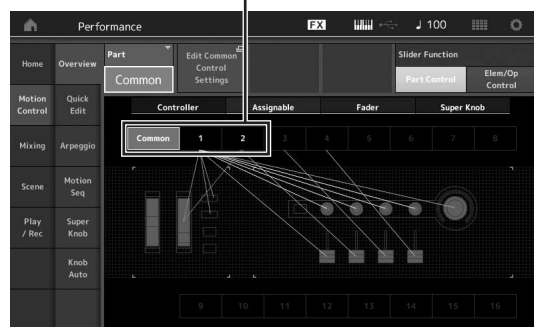 Performance FX 100
Part
Common
Edit Common
Control
Settings
Slider Function
Part Control
Elem/Op
Control
Home
Overview
Motion
Control
Quick
Edit
Mixing
Arpeggio
Scene
Motion
Seq
Play
/ Rec
Super
Knob
Knob
Auto
Controller Assignable Fader Super Knob
Common 1 2 3 4 5 6 7 8
9 10 11 12 13 14 15 16